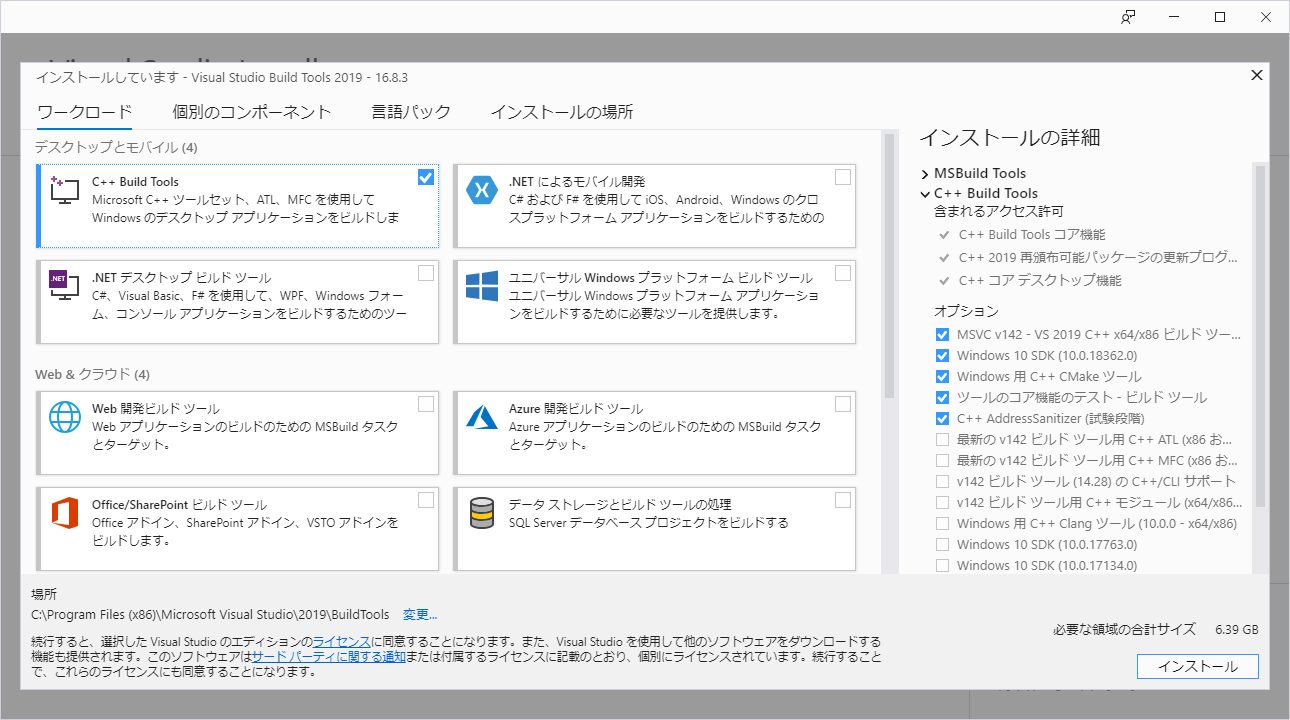 インストールしています - Visual Studio Build Tools 2019 - 16.8.3
ワークロード 個別のコンポーネント 言語パック インストールの場所
デスクトップとモバイル (4)
C++ Build Tools
Microsoft C++ ツールセット、ATL、MFC を使用して
Windows のデスクトップ アプリケーションをビルドしま
.NET によるモバイル開発
C# および F# を使用して iOS、Android、Windows のクロ
スプラットフォーム アプリケーションをビルドするための
.NET
.NET デスクトップ ビルド ツール
C#、Visual Basic、F# を使用して、WPF、Windows フォー
ム、コンソール アプリケーションをビルドするためのツー
ユニバーサル Windows プラットフォーム ビルド ツール
ユニバーサル Windows プラットフォーム アプリケーショ
ンをビルドするために必要なツールを提供します。
Web & クラウド (4)
Web 開発ビルド ツール
Web アプリケーションのビルドのための MSBuild タスク
とターゲット。
Azure 開発ビルド ツール
Azure アプリケーションのビルドのための MSBuild タスク
とターゲット。
Office/SharePoint ビルド ツール
Office アドイン、SharePoint アドイン、VSTO アドインを
ビルドします。
データ ストレージとビルド ツールの処理
SQL Server データベース プロジェクトをビルドする
インストールの詳細
MSBuild Tools
C++ Build Tools
含まれるアクセス許可
C++ Build Tools コア機能
C++ 2019 再頒布可能パッケージの更新プログ...
C++ コア デスクトップ機能
オプション
MSVC v142 - VS 2019 C++ x64/x86 ビルド ツー...
Windows 10 SDK (10.0.18362.0)
Windows 用 C++ CMake ツール
ツールのコア機能のテスト - ビルド ツール
C++ AddressSanitizer (試験段階)
最新の v142 ビルド ツール用 C++ ATL (x86 お...
最新の v142 ビルド ツール用 C++ MFC (x86 お...
v142 ビルド ツール (14.28) の C++/CLI サポート
v142 ビルド ツール用 C++ モジュール (x64/x86...
Windows 用 C++ Clang ツール (10.0.0 - x64/x86)
Windows 10 SDK (10.0.17763.0)
Windows 10 SDK (10.0.17134.0)
場所
C:\Program Files (x86)\Microsoft Visual Studio\2019\BuildTools 変更...
続行すると、選択した Visual Studio のエディションのライセンスに同意することになります。また、Visual Studio を使用して他のソフトウェアをダウンロードする
機能も提供されます。このソフトウェアはサード パーティに関する通知または付属するライセンスに記載のとおり、個別にライセンスされています。続行すること
で、これらのライセンスにも同意することになります。
必要な領域の合計サイズ 6.39 GB
インストール